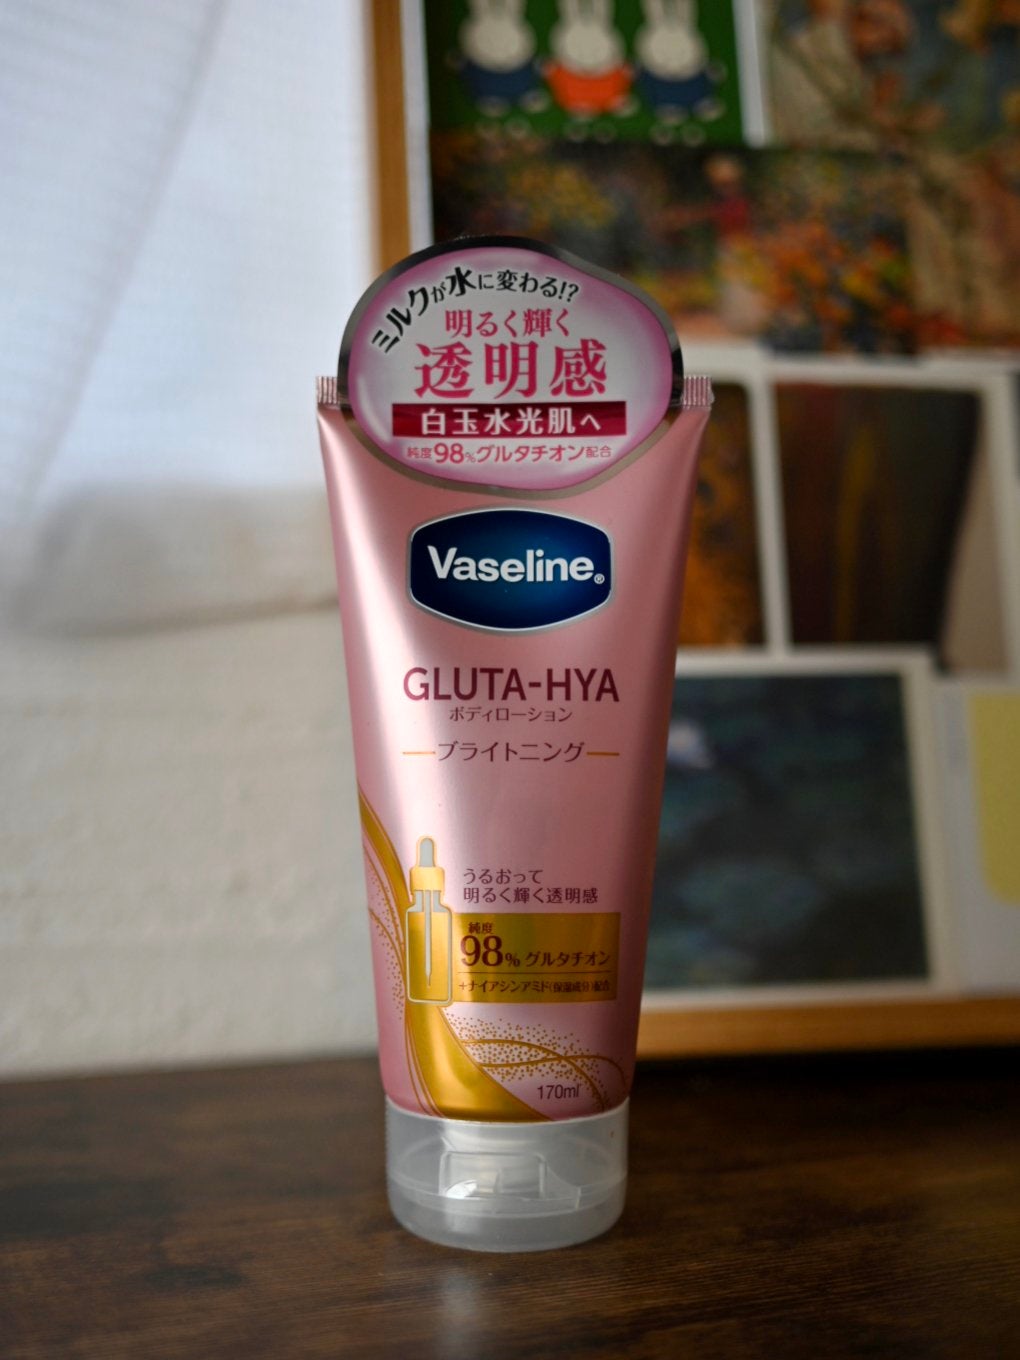 ミルクが水に変わる!?
明るく輝く
透明感
白玉水光肌へ
純度98%グルタチオン配合
Vaseline®
GLUTA-HYA
ボディローション
ブライトニング
うるおって
明るく輝く透明感
純度
98%グルタチオン
+ナイアシンアミド(保湿成分)配合
170ml